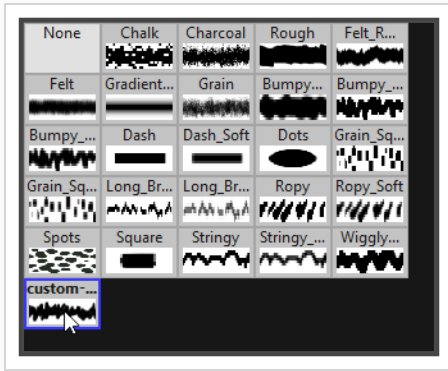 None Chalk Charcoal Rough Felt_R...
Felt Gradient... Grain Bumpy... Bumpy_...
Bumpy_... Dash Dash_Soft Dots Grain_Sq...
Grain_Sq... Long_Br... Long_Br... Ropy Ropy_Soft
Spots Square Stringy Stringy_... Wiggly...
custom-...